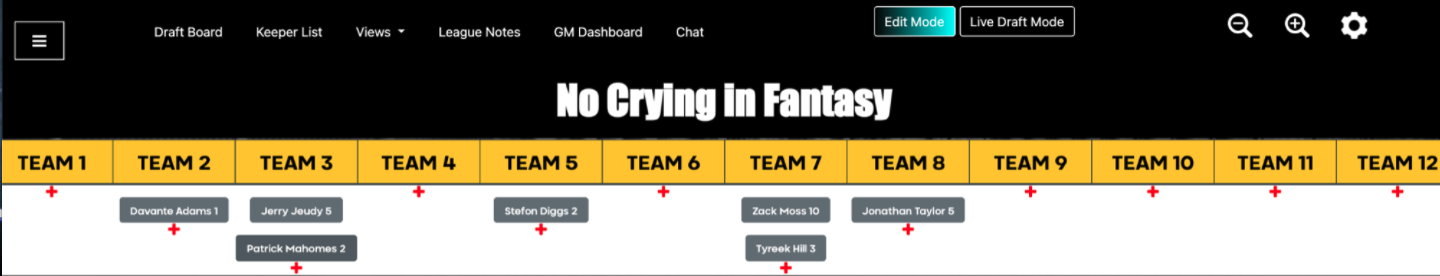 Draft Board Keeper List Views League Notes GM Dashboard Chat Edit Mode Live Draft Mode
No Crying in Fantasy
TEAM 1 TEAM 2 TEAM 3 TEAM 4 TEAM 5 TEAM 6 TEAM 7 TEAM 8 TEAM 9 TEAM 10 TEAM 11 TEAM 12
Davante Adams 1 Jerry Jeudy 5 Stefon Diggs 2 Zack Moss 10 Jonathan Taylor 5
Patrick Mahomes 2 Tyreek Hill 3